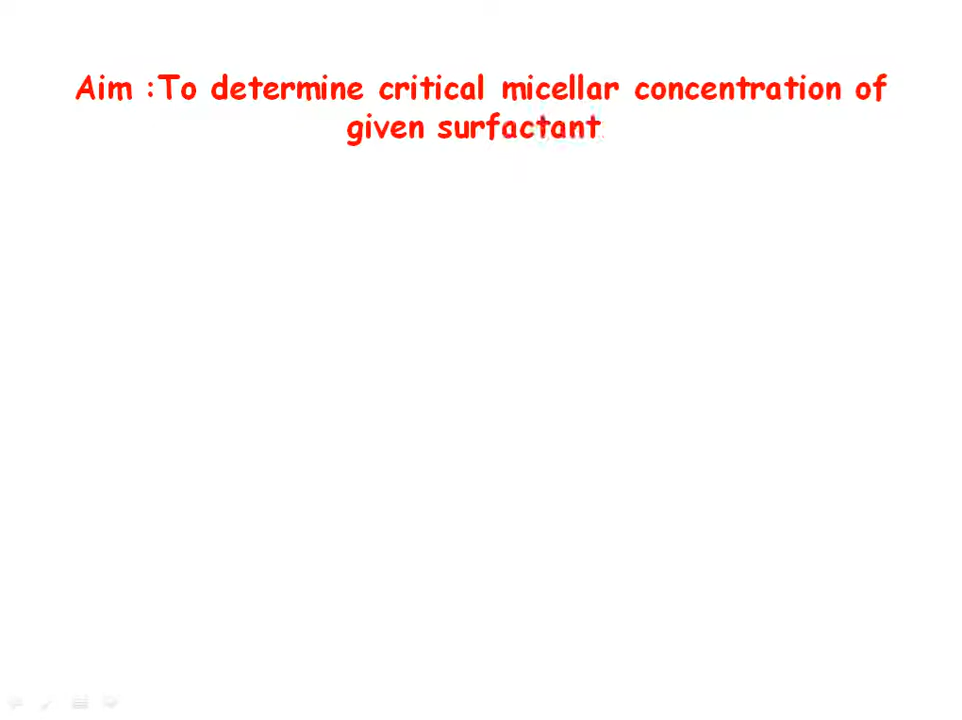 Aim :To determine critical micellar concentration of
given surfactant